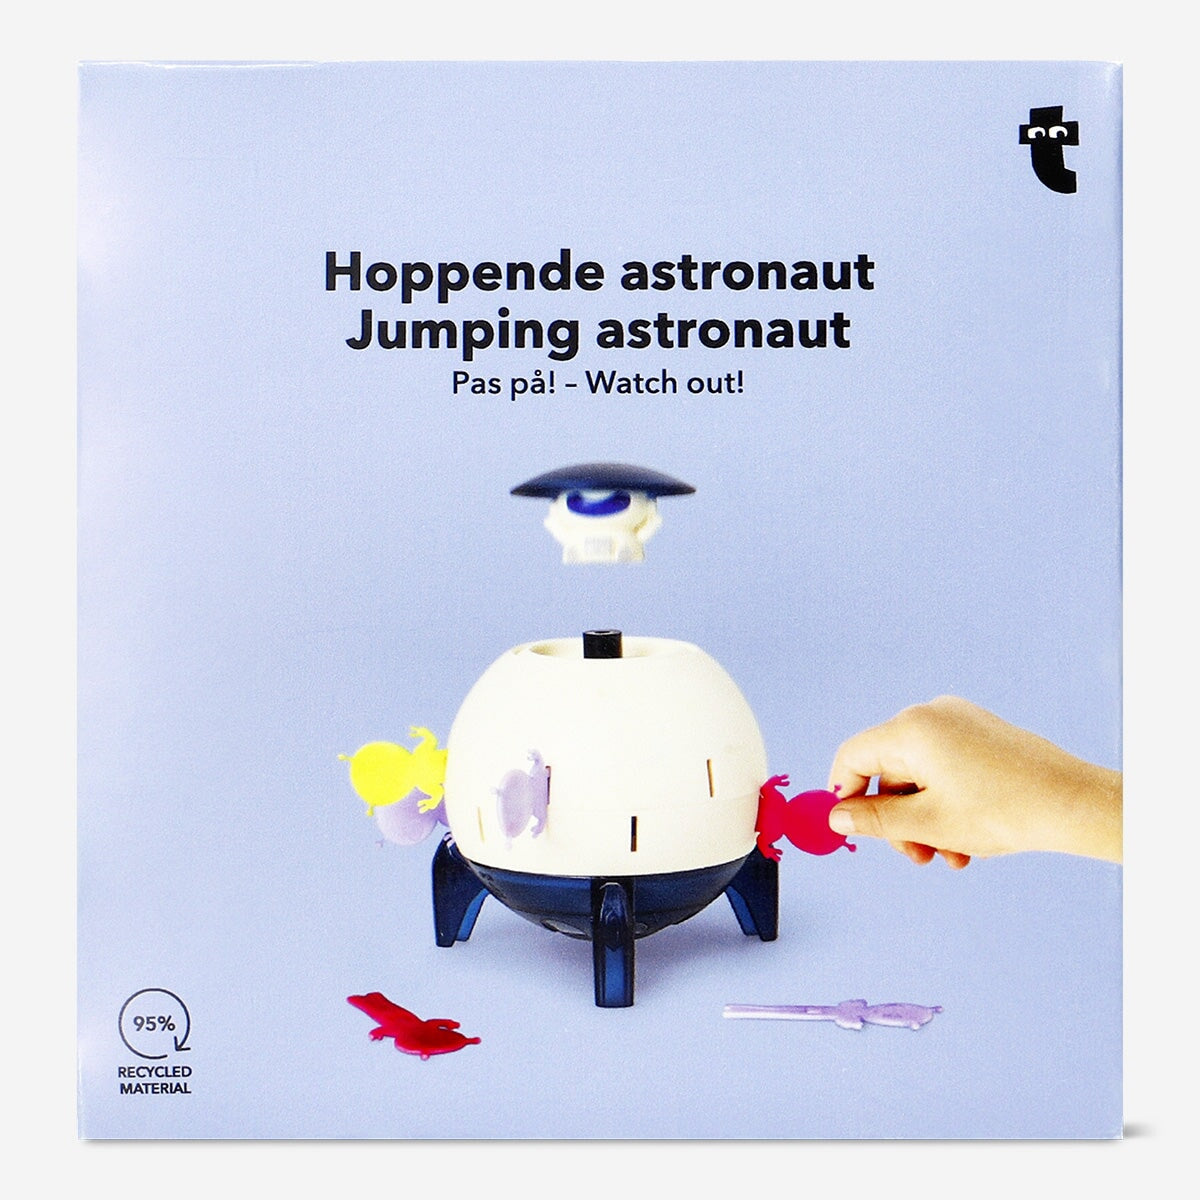 Hoppende astronaut
Jumping astronaut
Pas på! – Watch out!
95%
RECYCLED
MATERIAL